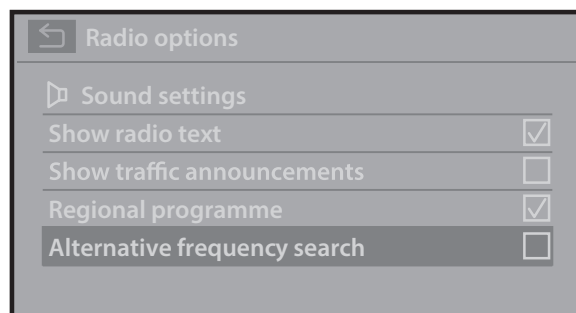 Radio options
Sound settings
Show radio text
Show traffic announcements
Regional programme
Alternative frequency search